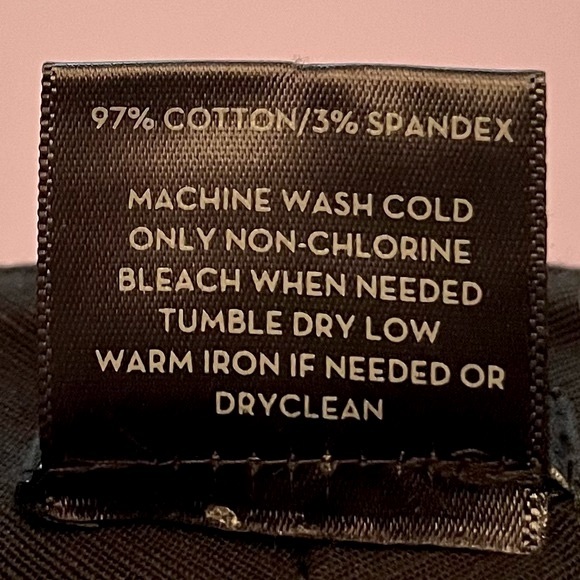 97% COTTON/3% SPANDEX
MACHINE WASH COLD
ONLY NON-CHLORINE
BLEACH WHEN NEEDED
TUMBLE DRY LOW
WARM IRON IF NEEDED OR
DRYCLEAN